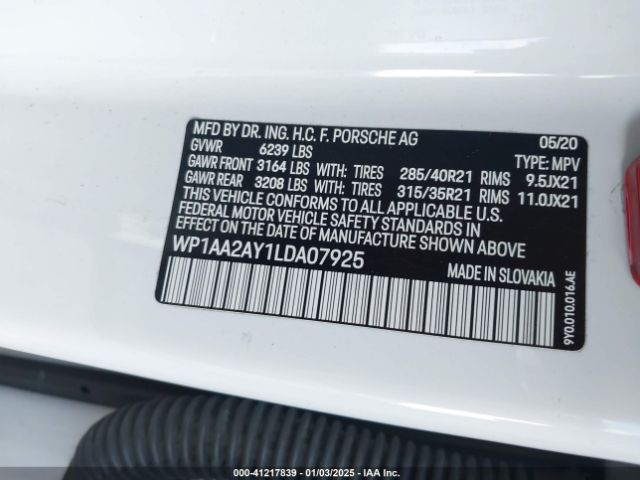 MFD BY DR. ING. H.C. F. PORSCHE AG 05/20
GVWR 6239 LBS TYPE: MPV
GAWR FRONT 3164 LBS WITH: TIRES 285/40R21 RIMS 9.5JX21
GAWR REAR 3208 LBS WITH: TIRES 315/35R21 RIMS 11.0JX21
THIS VEHICLE CONFORMS TO ALL APPLICABLE U.S.
FEDERAL MOTOR VEHICLE SAFETY STANDARDS IN
EFFECT ON THE DATE OF MANUFACTURE SHOWN ABOVE.
WP1AA2AY1LDA07925
MADE IN SLOVAKIA
9Y0.010.016.AE
000-41217839 - 01/03/2025 - IAA Inc.